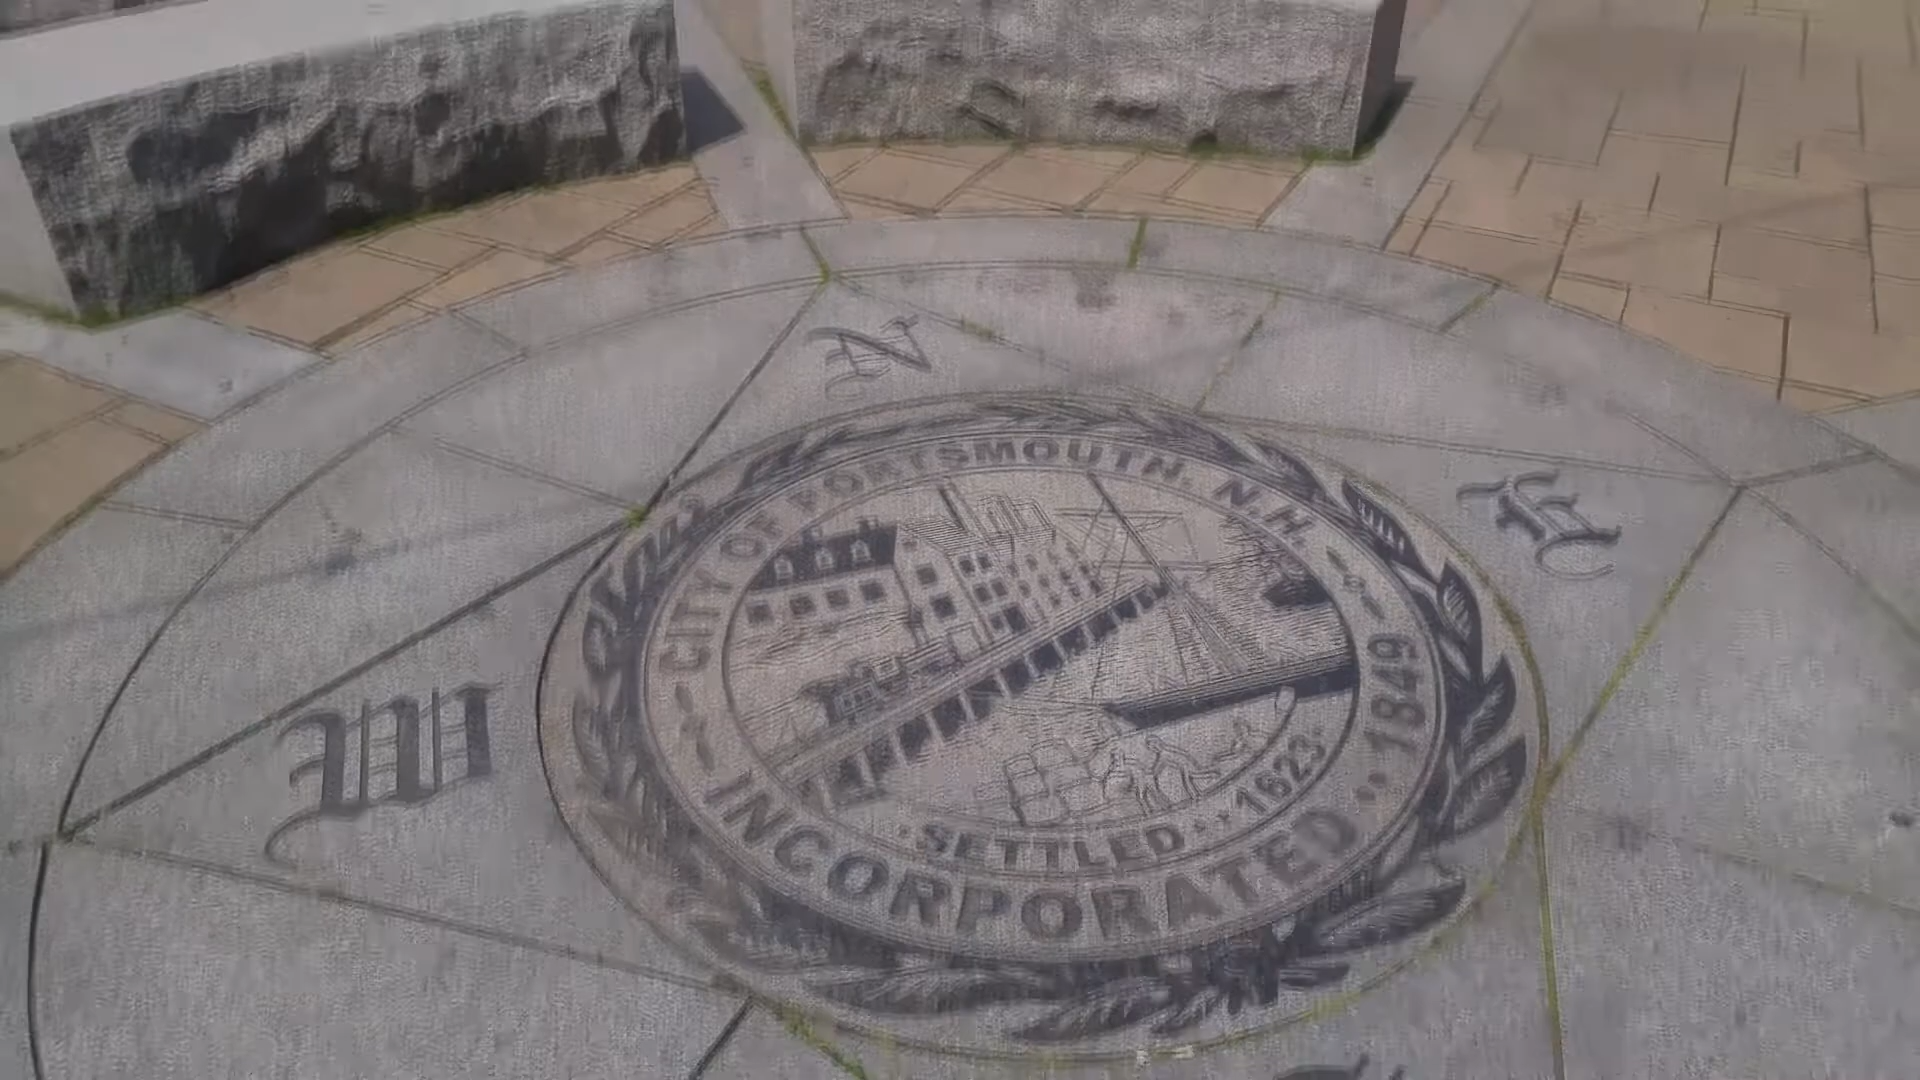 N
E
W
CITY OF PORTSMOUTH, N.H.
INCORPORATED · 1849
SETTLED · 1623